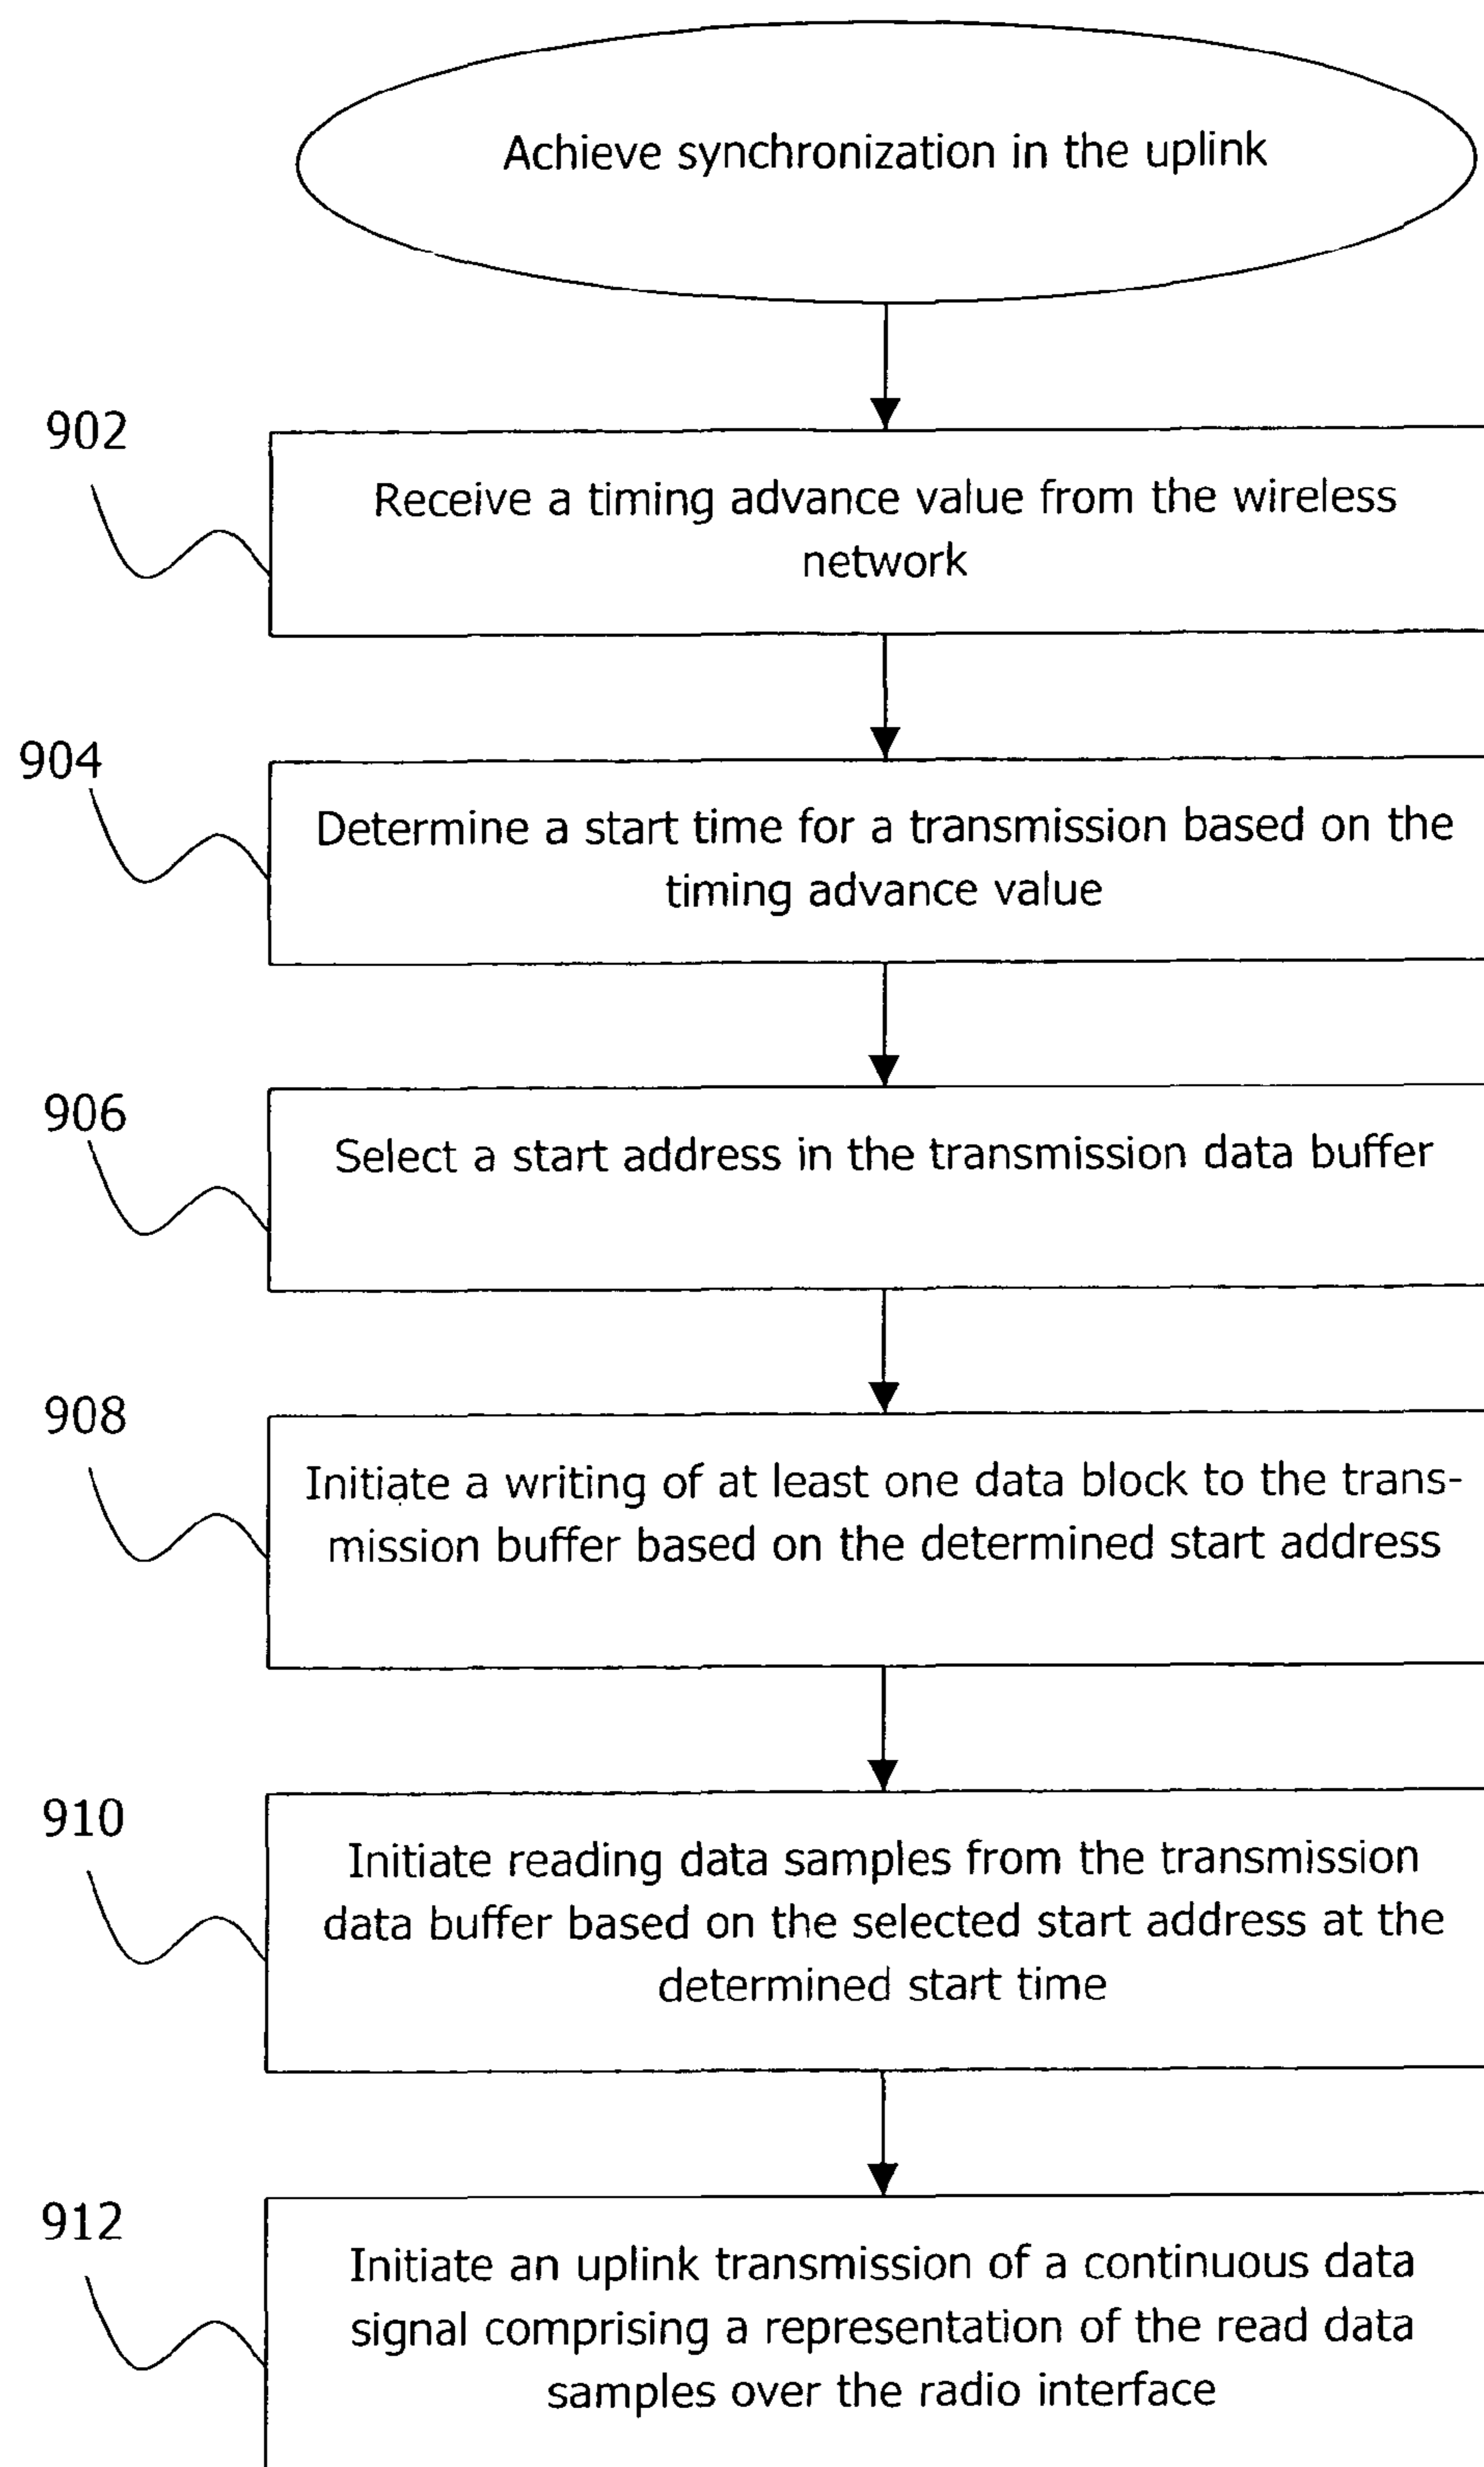 Achieve synchronization in the uplink
902
Receive a timing advance value from the wireless
network
904
Determine a start time for a transmission based on the
timing advance value
906
Select a start address in the transmission data buffer
908
Initiate a writing of at least one data block to the trans-
mission buffer based on the determined start address
910
Initiate reading data samples from the transmission
data buffer based on the selected start address at the
determined start time
912
Initiate an uplink transmission of a continuous data
signal comprising a representation of the read data
samples over the radio interface